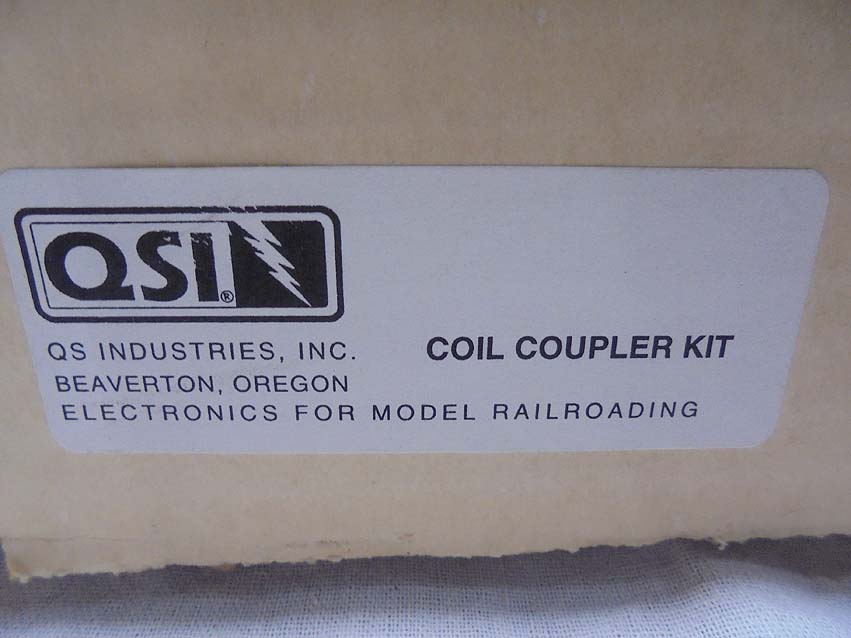 QSI®
QS INDUSTRIES, INC.
COIL COUPLER KIT
BEAVERTON, OREGON
ELECTRONICS FOR MODEL RAILROADING